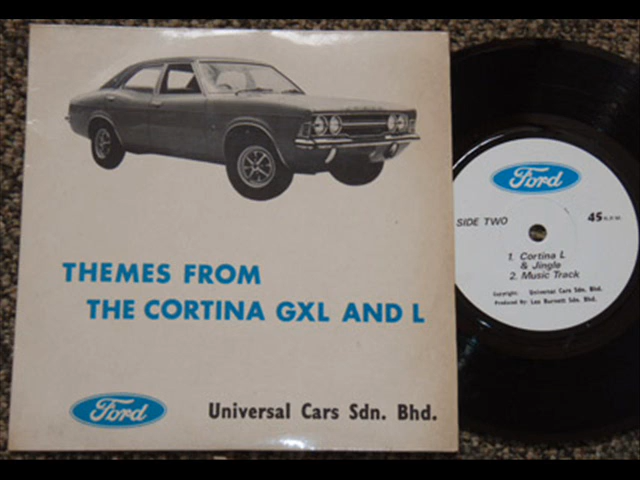 THEMES FROM
THE CORTINA GXL AND L
Ford
Universal Cars Sdn. Bhd.
Ford
SIDE TWO
45 R.P.M.
1. Cortina L
& Jingle
2. Music Track
Copyright: Universal Cars Sdn. Bhd.
Produced By: Leo Burnett Sdn. Bhd.